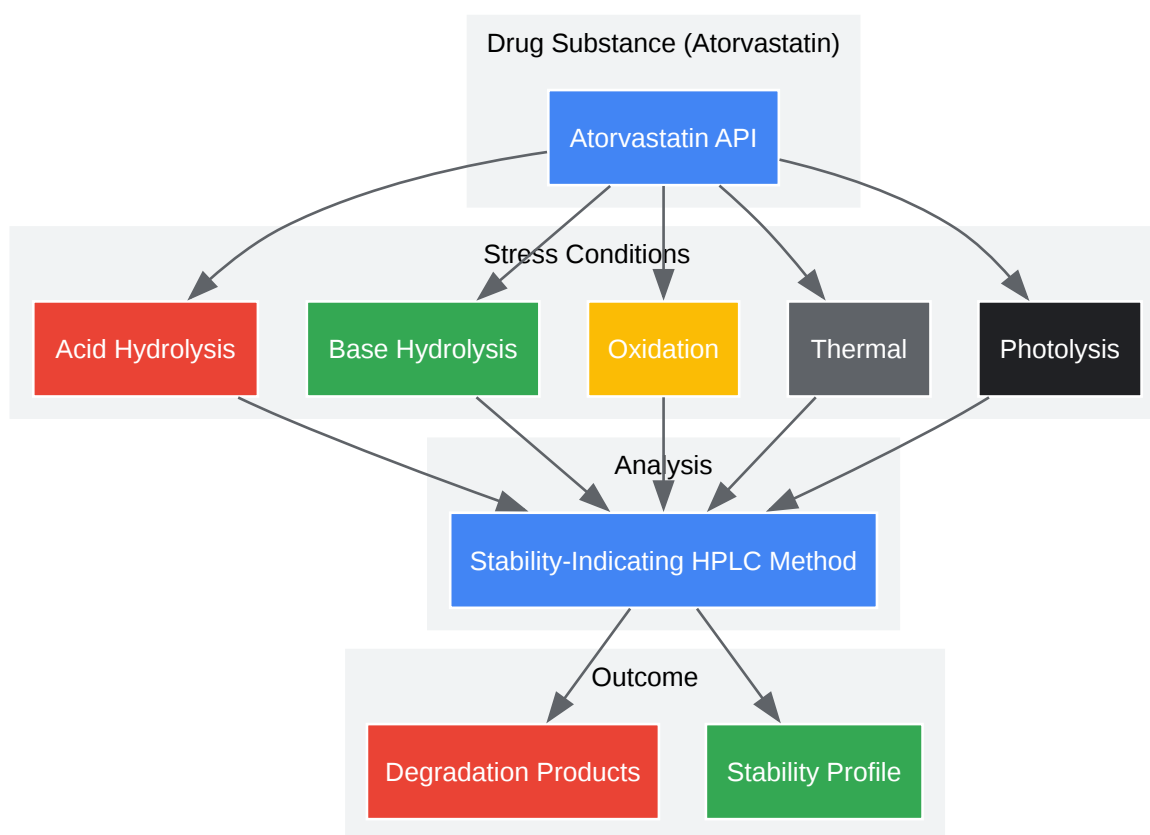 Drug Substance (Atorvastatin)
Atorvastatin API
Stress Conditions
Acid Hydrolysis
Base Hydrolysis
Oxidation
Thermal
Photolysis
Analysis
Stability-Indicating HPLC Method
Outcome
Degradation Products
Stability Profile